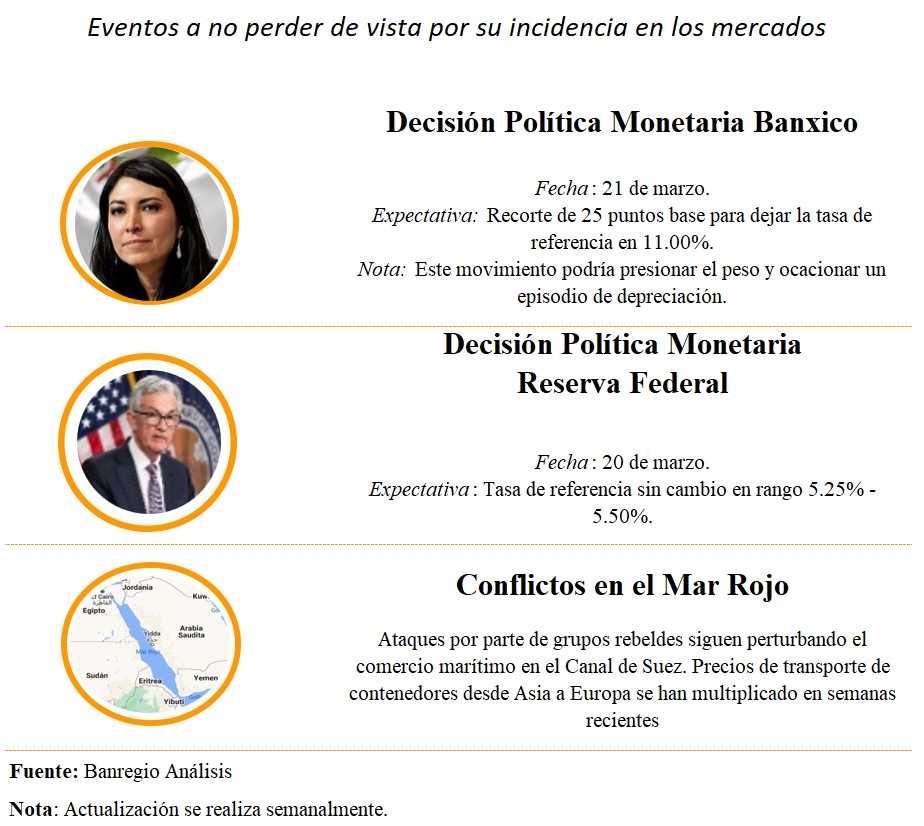 Eventos a no perder de vista por su incidencia en los mercados
Decisión Política Monetaria Banxico
Fecha : 21 de marzo.
Expectativa: Recorte de 25 puntos base para dejar la tasa de
referencia en 11.00%.
Nota: Este movimiento podría presionar el peso y ocacionar un
episodio de depreciación.
Decisión Política Monetaria
Reserva Federal
Fecha : 20 de marzo.
Expectativa : Tasa de referencia sin cambio en rango 5.25% -
5.50%.
Jordania
El Cairo
القاهرة
Kuw
Egipto
Arabia
Saudita
Yidda
جدة
Mar Rojo
Sudán
Eritrea
Yemen
Yibuti
Conflictos en el Mar Rojo
Ataques por parte de grupos rebeldes siguen perturbando el
comercio marítimo en el Canal de Suez. Precios de transporte de
contenedores desde Asia a Europa se han multiplicado en semanas
recientes
Fuente: Banregio Análisis
Nota: Actualización se realiza semanalmente.